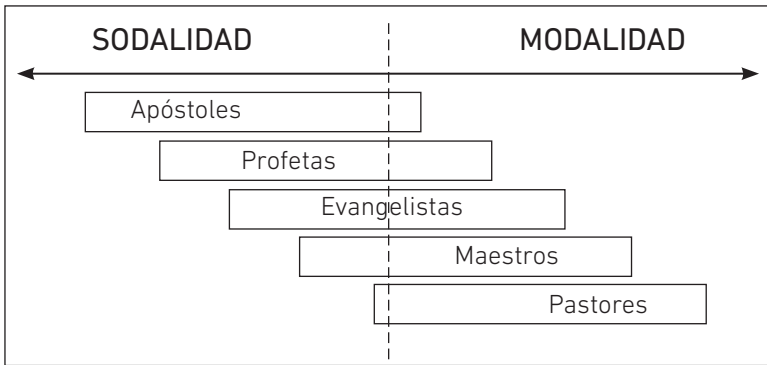 SODALIDAD MODALIDAD
Apóstoles
Profetas
Evangelistas
Maestros
Pastores